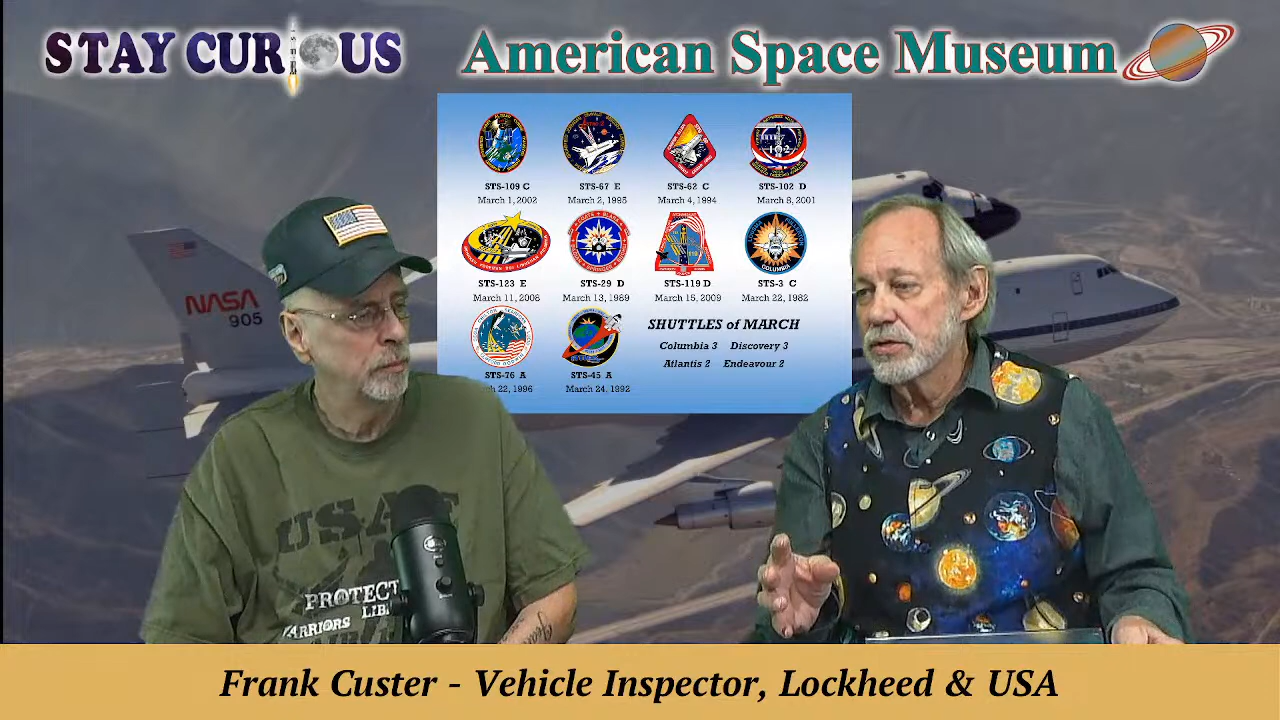 STAY CURIOUS
American Space Museum
STS-109 C
STS-67 E
STS-62 C
STS-102 D
March 1, 2002
March 2, 1995
March 4, 1994
March 8, 2001
STS-123 E
STS-29 D
STS-119 D
STS-3 C
March 11, 2008
March 13, 1989
March 15, 2009
March 22, 1982
COLUMBIA
SHUTTLES of MARCH
Columbia 3 Discovery 3
Atlantis 2 Endeavour 2
STS-76 A
STS-45 A
22, 1996
March 24, 1992
NASA
905
PROTECT
WARRIORS
Frank Custer - Vehicle Inspector, Lockheed & USA